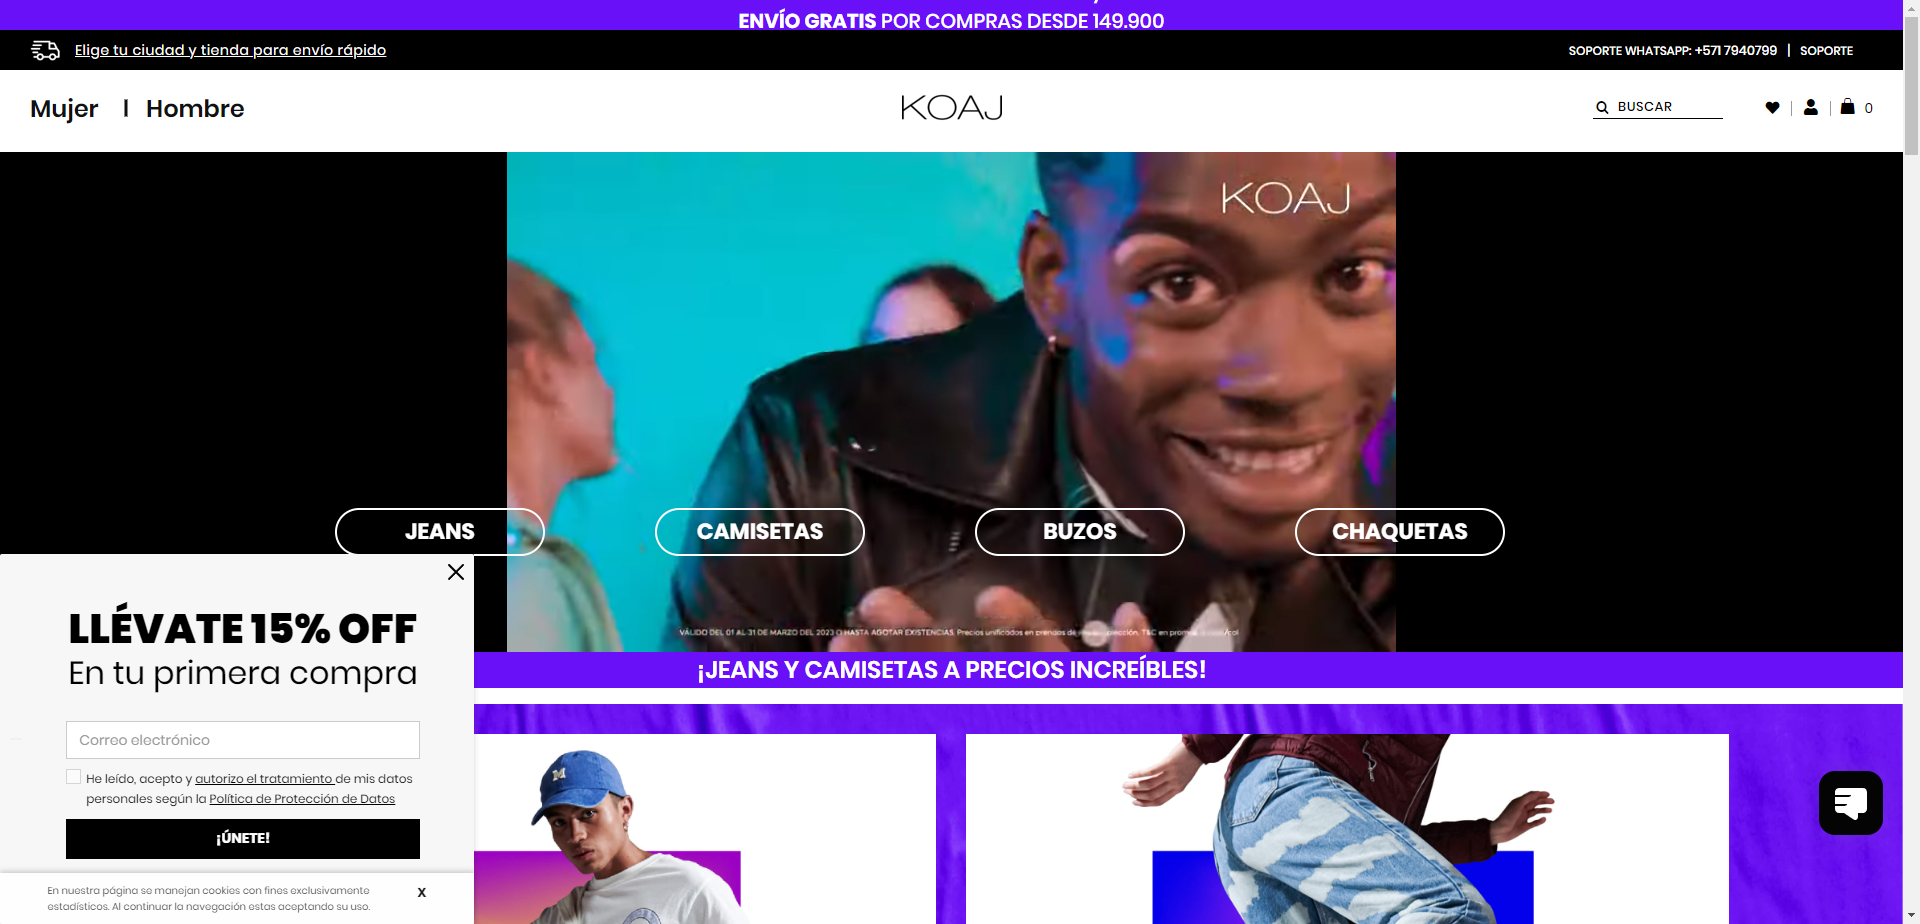 ENVÍO GRATIS POR COMPRAS DESDE 149.900
Elige tu ciudad y tienda para envío rápido
SOPORTE WHATSAPP: +571 7940799 | SOPORTE
Mujer | Hombre
KOAJ
BUSCAR
0
KOAJ
JEANS
CAMISETAS
BUZOS
CHAQUETAS
VÁLIDO DEL 01 AL 31 DE MARZO DEL 2023 O HASTA AGOTAR EXISTENCIAS. Precios unificados en prendas de
¡JEANS Y CAMISETAS A PRECIOS INCREÍBLES!
LLÉVATE 15% OFF
En tu primera compra
Correo electrónico
He leído, acepto y autorizo el tratamiento de mis datos
personales según la Política de Protección de Datos
¡ÚNETE!
En nuestra página se manejan cookies con fines exclusivamente
estadísticos. Al continuar la navegación estas aceptando su uso.
X
M